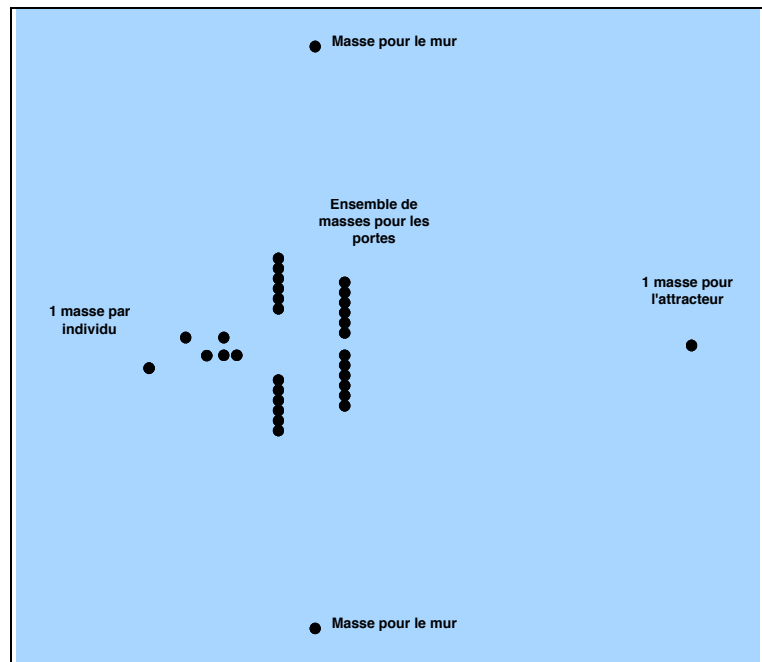 Masse pour le mur
Ensemble de
masses pour les
portes
1 masse par
individu
1 masse pour
l'attracteur
Masse pour le mur